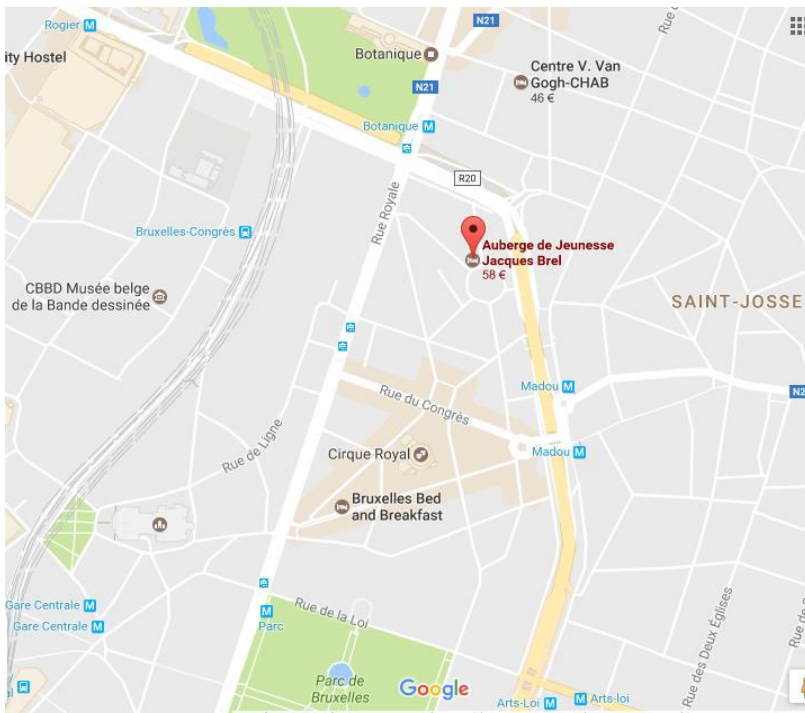 Rogier M
ity Hostel
N21
Rue
Botanique
Centre V. Van
Gogh-CHAB
46 €
N21
Botanique M
R20
Rue Royale
Bruxelles-Congrès
Auberge de Jeunesse
Jacques Brel
58 €
CBBD Musée belge
de la Bande dessinée
SAINT-JOSSE
Madou M
Rue du Congrès
Rue de Ligne
Cirque Royal
Madou M
Bruxelles Bed
and Breakfast
Gare Centrale M
Gare Centrale M
M
Parc
Rue de la Loi
Rue des Deux Églises
Parc de
Bruxelles
Google
Arts-Loi M
M Arts-loi